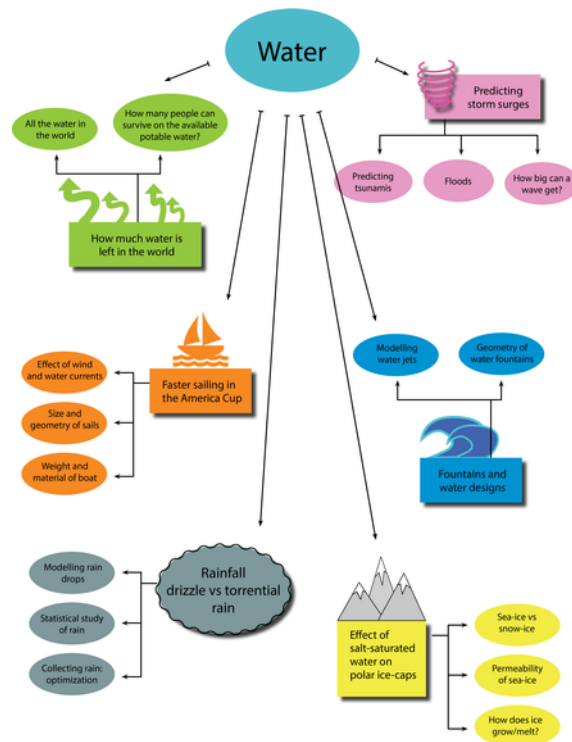 Water
Predicting
storm surges
Predicting
tsunamis
Floods
How big can a
wave get?
All the water in
the world
How many people can
survive on the available
potable water?
How much water is
left in the world
Faster sailing in
the America Cup
Effect of wind
and water currents
Size and
geometry of sails
Weight and
material of boat
Modelling
water jets
Geometry of
water fountains
Fountains and
water designs
Rainfall
drizzle vs torrential
rain
Modelling rain
drops
Statistical study
of rain
Collecting rain:
optimization
Effect of
salt-saturated
water on
polar ice-caps
Sea-ice vs
snow-ice
Permeability
of sea-ice
How does ice
grow/melt?